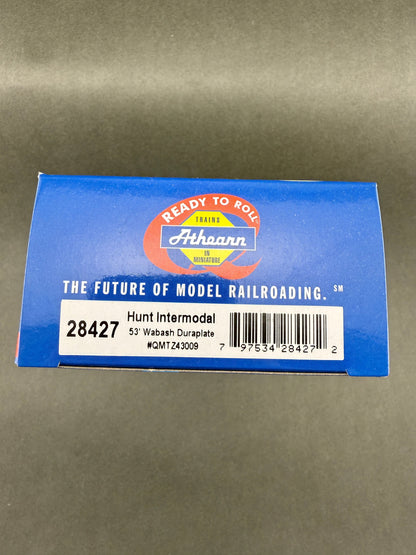 READY TO ROLL
TRAINS
Athearn
IN
MINIATURE
THE FUTURE OF MODEL RAILROADING. SM
28427
Hunt Intermodal
53' Wabash Duraplate
#QMTZ43009
7 97534 28427 2